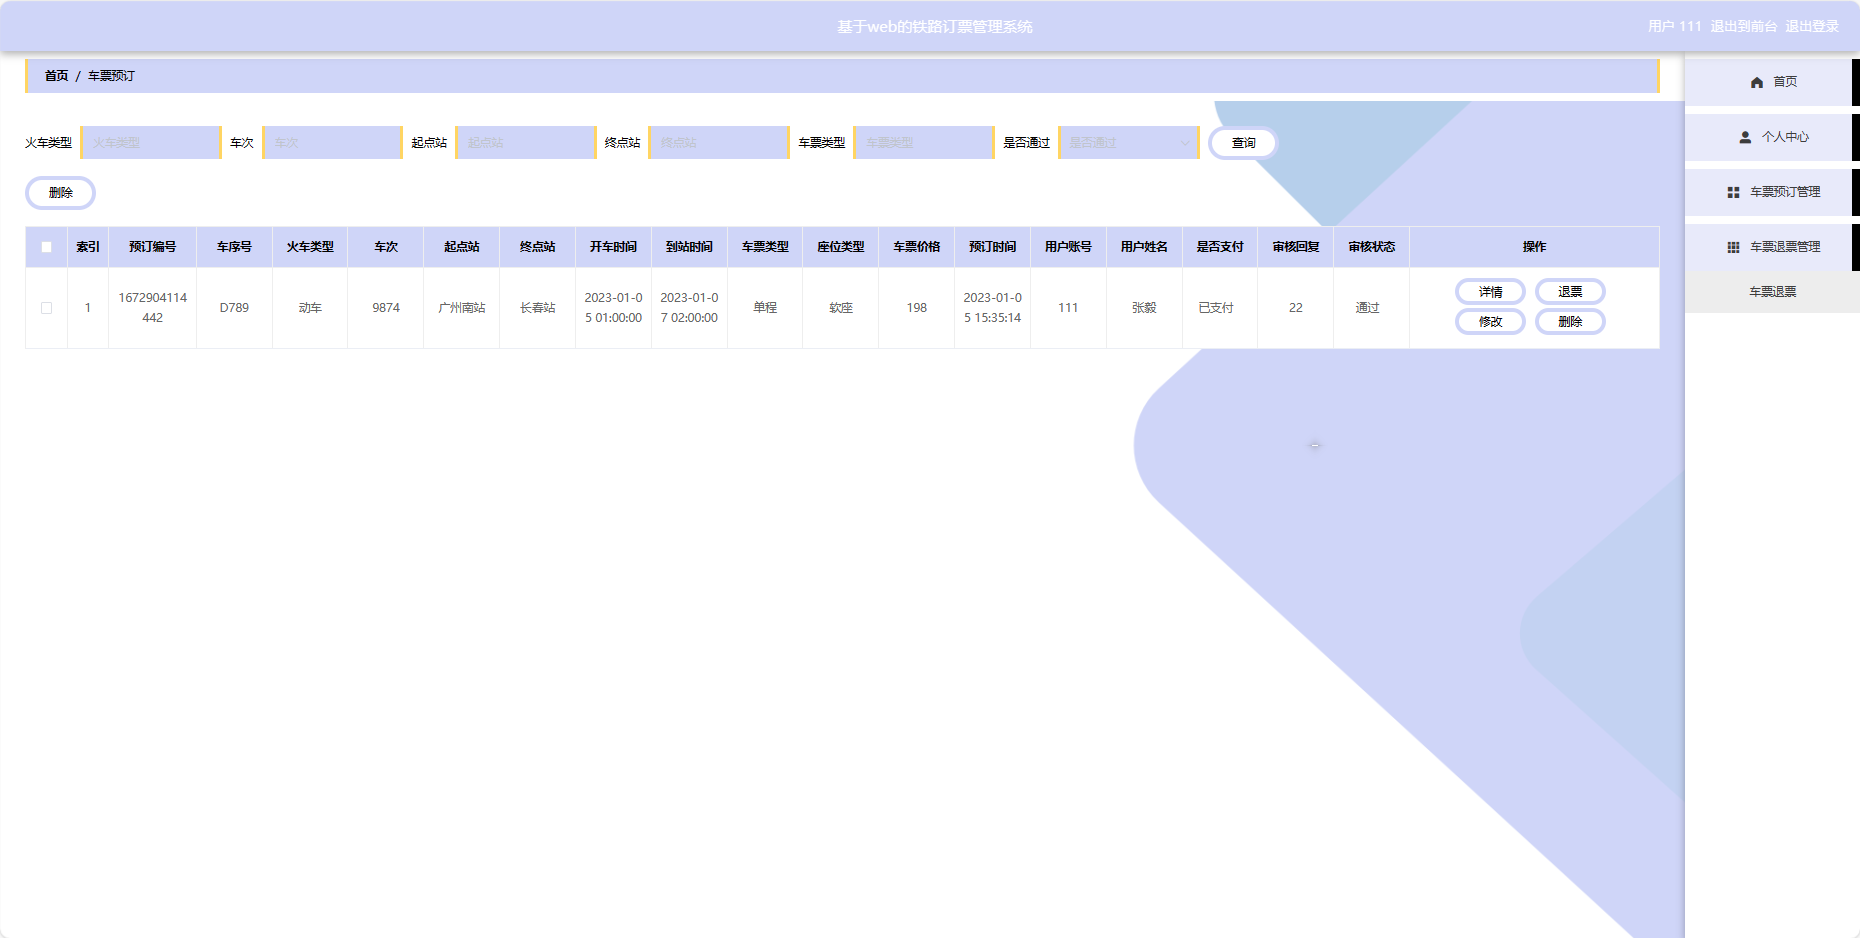 基于web的铁路订票管理系统
用户 111 退出到前台 退出登录
首页 / 车票预订
火车类型 火车类型 车次 车次 起点站 起点站 终点站 终点站 车票类型 车票类型 是否通过 是否通过 查询
删除
索引 预订编号 车序号 火车类型 车次 起点站 终点站 开车时间 到站时间 车票类型 座位类型 车票价格 预订时间 用户账号 用户姓名 是否支付 审核回复 审核状态 操作
1 1672904114442 D789 动车 9874 广州南站 长春站 2023-01-05 01:00:00 2023-01-07 02:00:00 单程 软座 198 2023-01-05 15:35:14 111 张毅 已支付 22 通过 详情 退票
修改 删除
首页
个人中心
车票预订管理
车票退票管理
车票退票